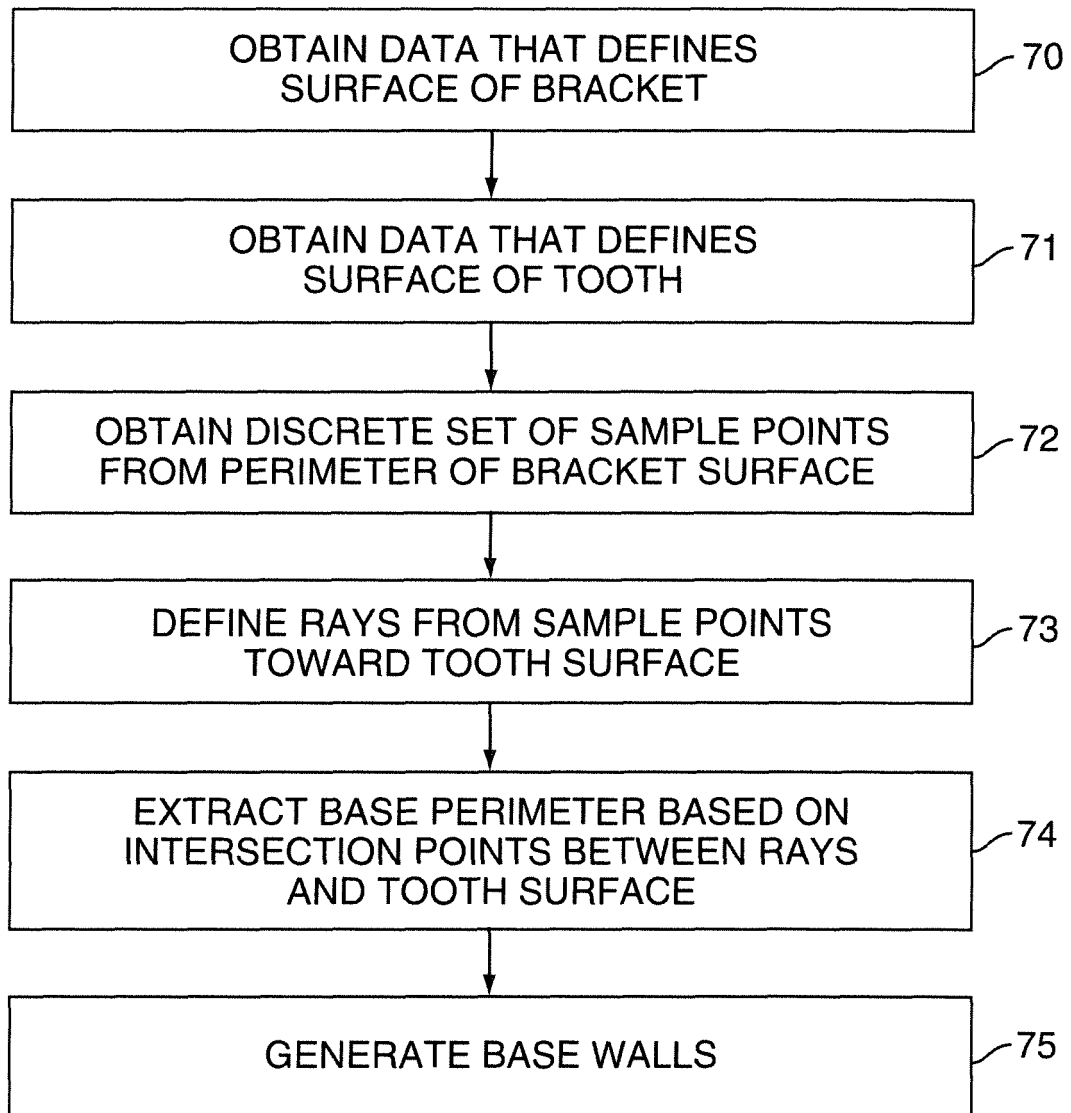 OBTAIN DATA THAT DEFINES
SURFACE OF BRACKET
70
OBTAIN DATA THAT DEFINES
SURFACE OF TOOTH
71
OBTAIN DISCRETE SET OF SAMPLE POINTS
FROM PERIMETER OF BRACKET SURFACE
72
DEFINE RAYS FROM SAMPLE POINTS
TOWARD TOOTH SURFACE
73
EXTRACT BASE PERIMETER BASED ON
INTERSECTION POINTS BETWEEN RAYS
AND TOOTH SURFACE
74
GENERATE BASE WALLS
75